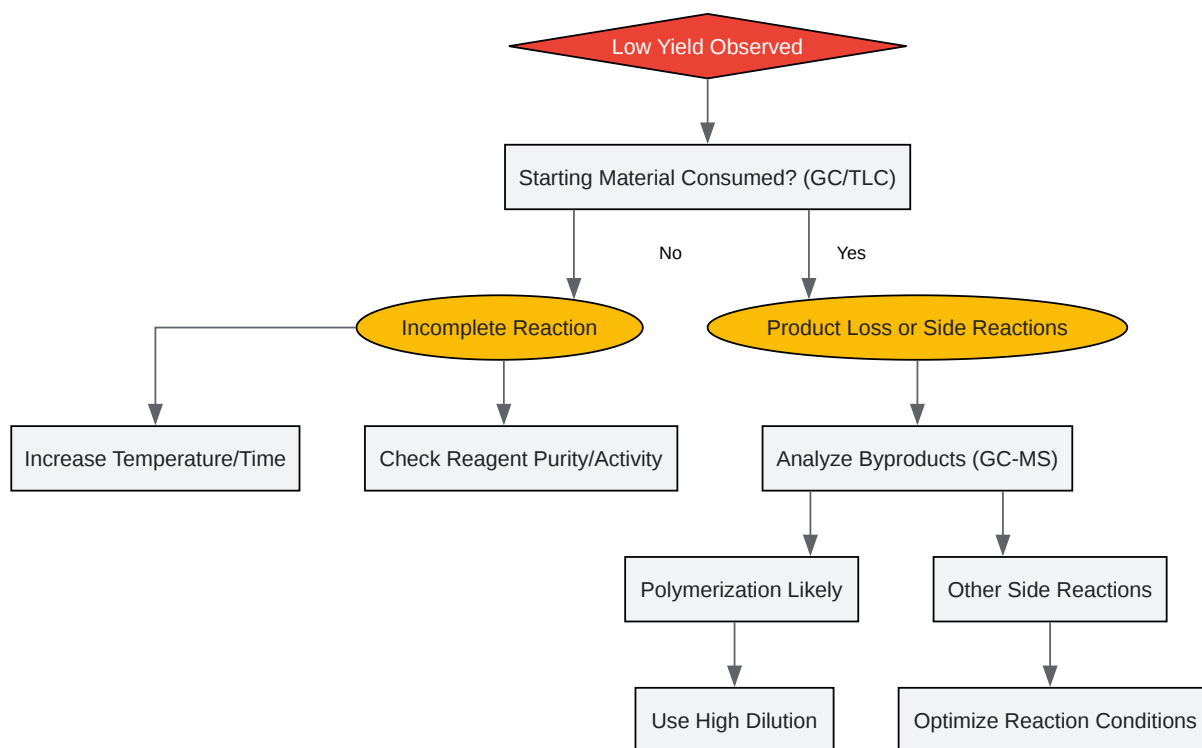 Low Yield Observed
Starting Material Consumed? (GC/TLC)
No
Yes
Incomplete Reaction
Product Loss or Side Reactions
Increase Temperature/Time
Check Reagent Purity/Activity
Analyze Byproducts (GC-MS)
Polymerization Likely
Other Side Reactions
Use High Dilution
Optimize Reaction Conditions